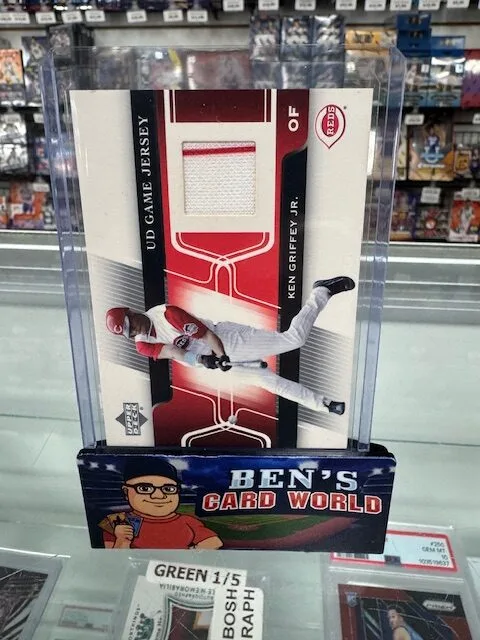 UD GAME JERSEY
OF
REDS
KEN GRIFFEY JR.
UPPER
DECK
BEN'S
CARD WORLD
GREEN 1/5
GEM MT
10